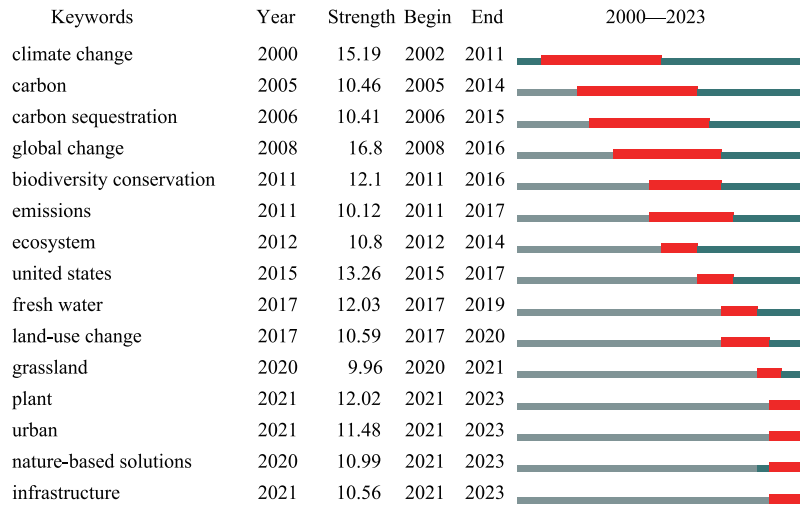 Keywords Year Strength Begin End 2000—2023
climate change 2000 15.19 2002 2011
carbon 2005 10.46 2005 2014
carbon sequestration 2006 10.41 2006 2015
global change 2008 16.8 2008 2016
biodiversity conservation 2011 12.1 2011 2016
emissions 2011 10.12 2011 2017
ecosystem 2012 10.8 2012 2014
united states 2015 13.26 2015 2017
fresh water 2017 12.03 2017 2019
land-use change 2017 10.59 2017 2020
grassland 2020 9.96 2020 2021
plant 2021 12.02 2021 2023
urban 2021 11.48 2021 2023
nature-based solutions 2020 10.99 2021 2023
infrastructure 2021 10.56 2021 2023